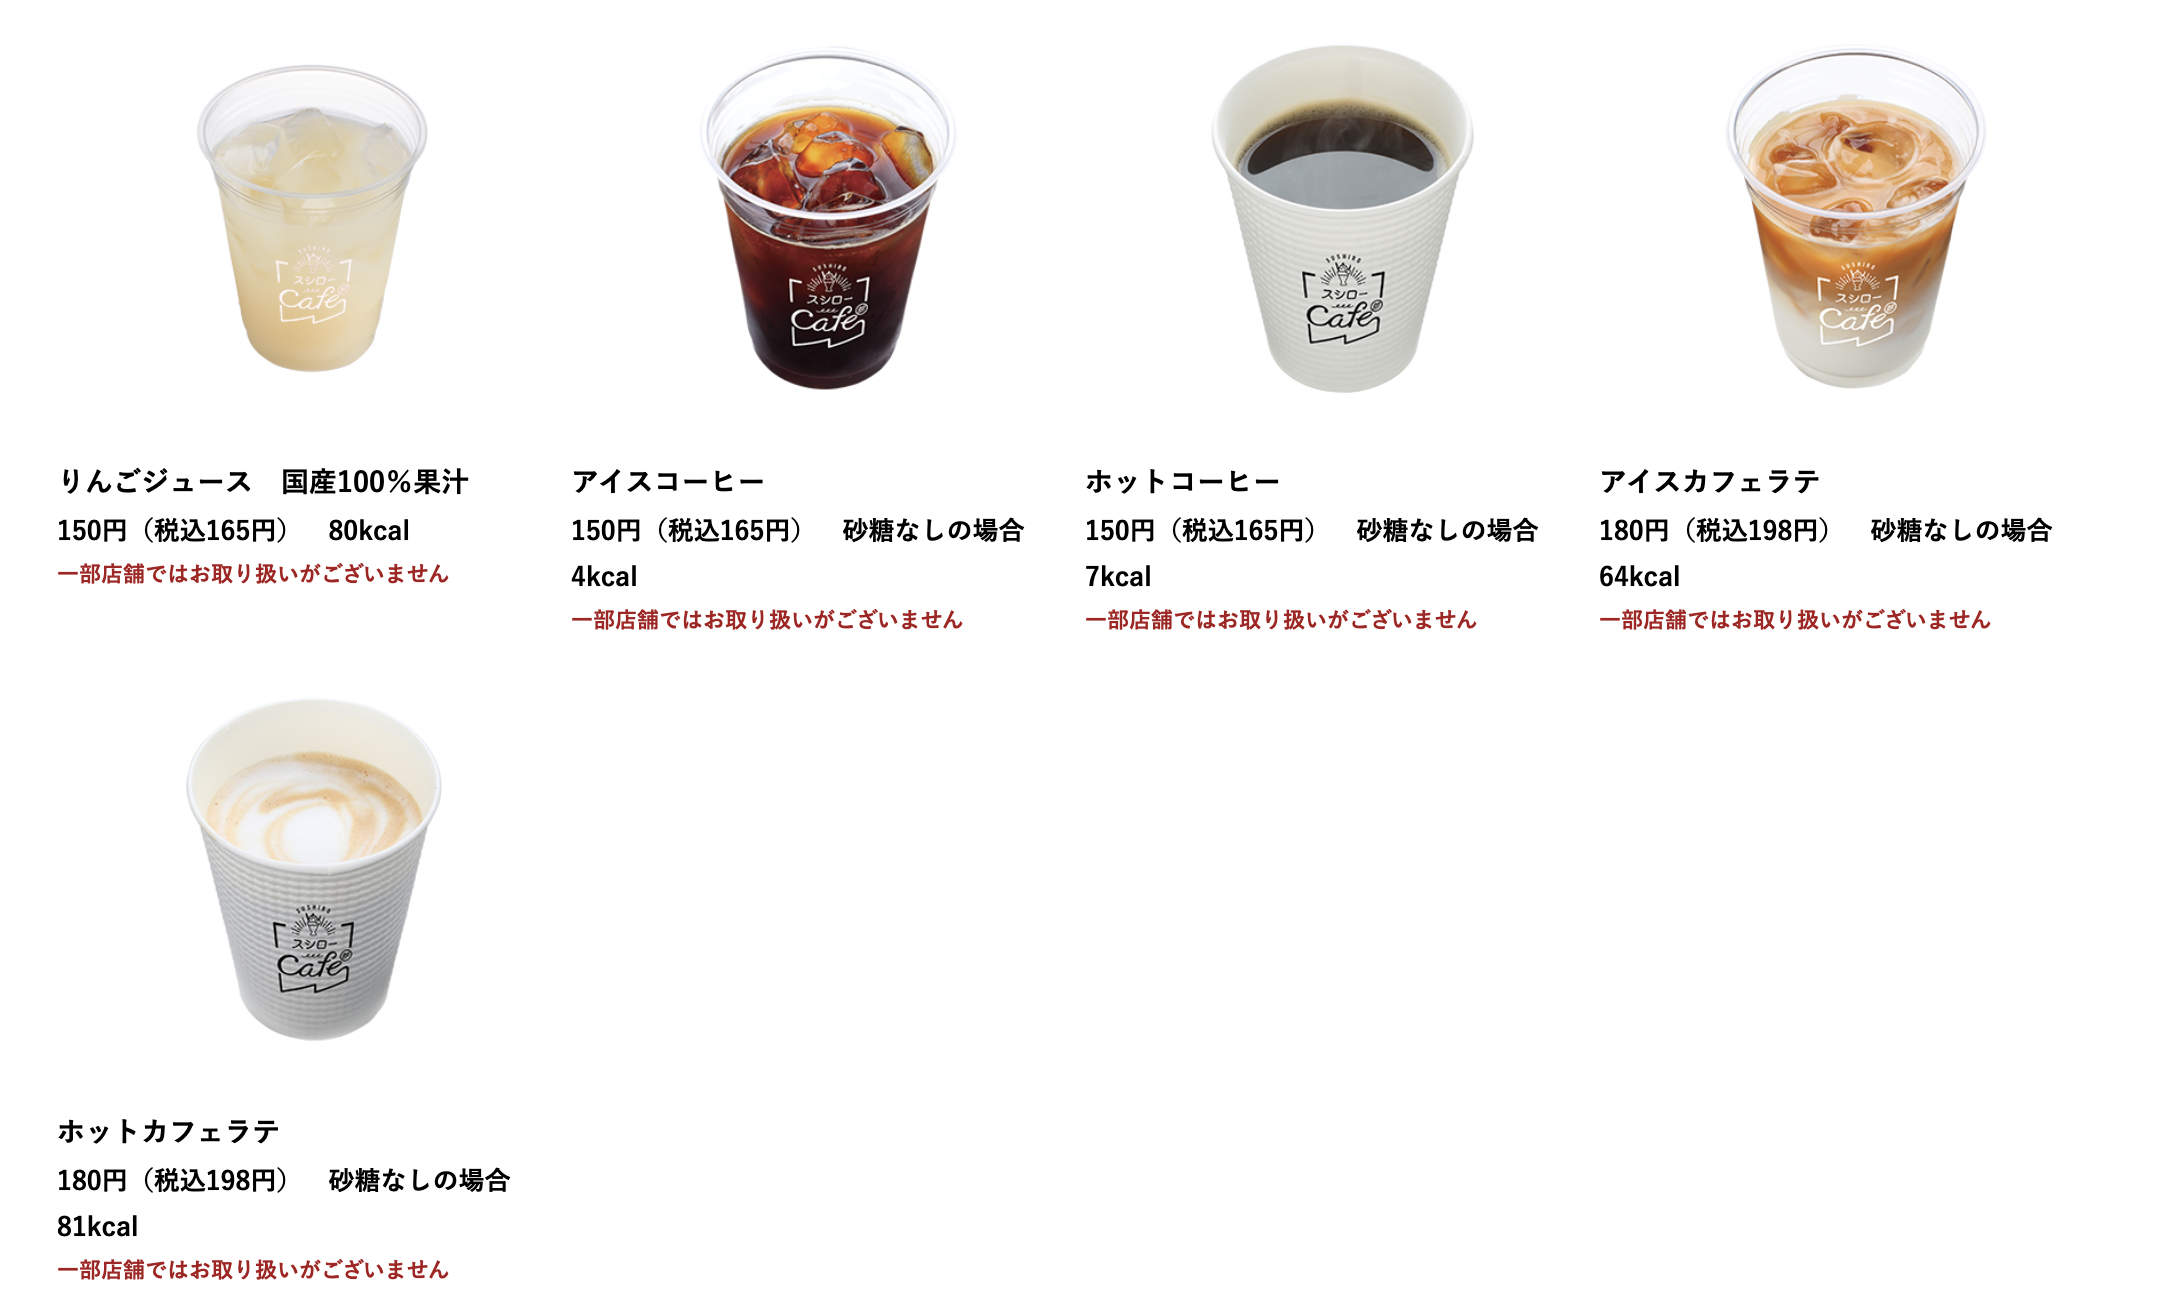 SUSHIRO
スシロー
Café
SUSHIRO
スシロー
Café
SUSHIRO
スシロー
Café
SUSHIRO
スシロー
Café
りんごジュース　国産100%果汁
150円（税込165円）　80kcal
一部店舗ではお取り扱いがございません
アイスコーヒー
150円（税込165円）　砂糖なしの場合
4kcal
一部店舗ではお取り扱いがございません
ホットコーヒー
150円（税込165円）　砂糖なしの場合
7kcal
一部店舗ではお取り扱いがございません
アイスカフェラテ
180円（税込198円）　砂糖なしの場合
64kcal
一部店舗ではお取り扱いがございません
SUSHIRO
スシロー
Café
ホットカフェラテ
180円（税込198円）　砂糖なしの場合
81kcal
一部店舗ではお取り扱いがございません